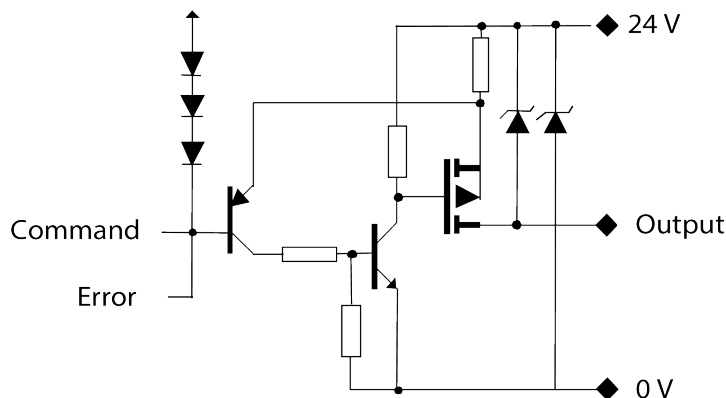 24 V
Command
Output
Error
0 V